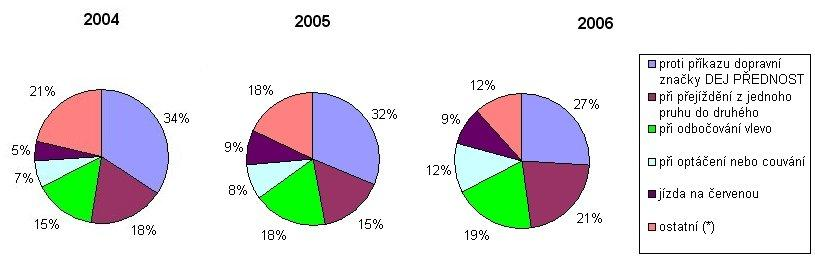 2004
34%
18%
15%
7%
5%
21%
2005
32%
15%
18%
8%
9%
18%
2006
27%
21%
19%
12%
9%
12%
proti příkazu dopravní
značky DEJ PŘEDNOST
při přejíždění z jednoho
pruhu do druhého
při odbočování vlevo
při optáčení nebo couvání
jízda na červenou
ostatní (*)